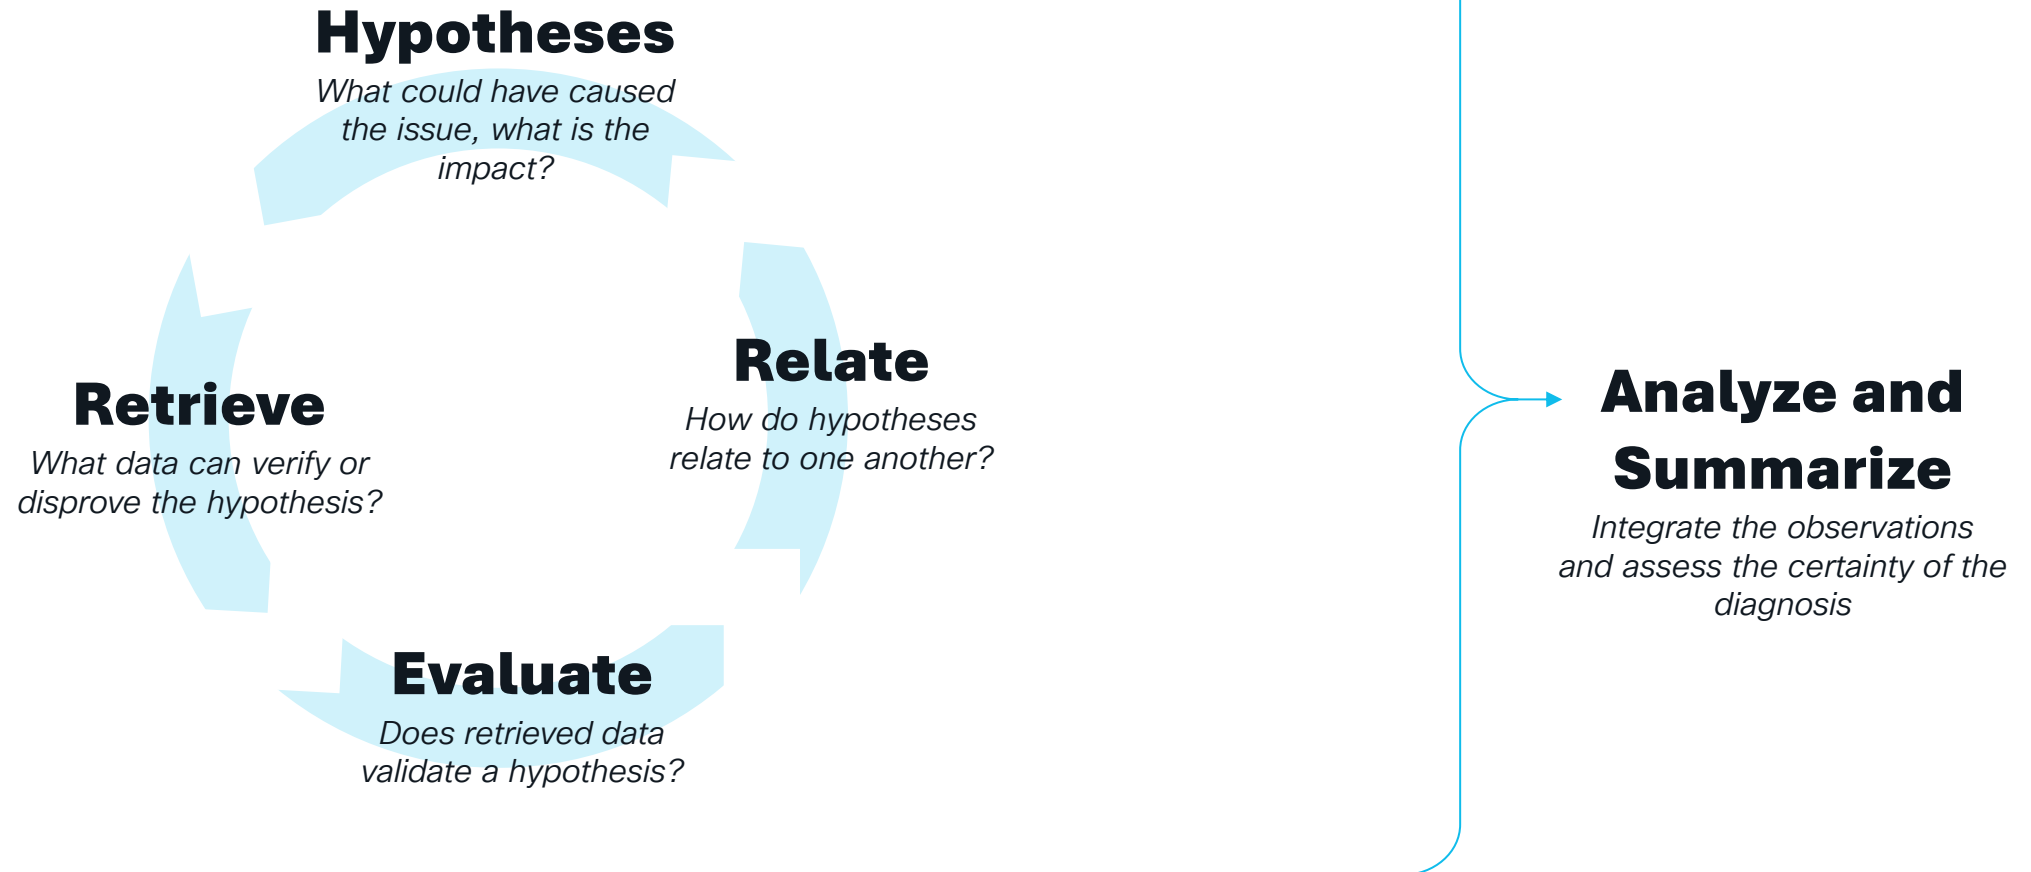 Hypotheses
What could have caused
the issue, what is the
impact?
Relate
How do hypotheses
relate to one another?
Retrieve
What data can verify or
disprove the hypothesis?
Evaluate
Does retrieved data
validate a hypothesis?
Analyze and
Summarize
Integrate the observations
and assess the certainty of the
diagnosis